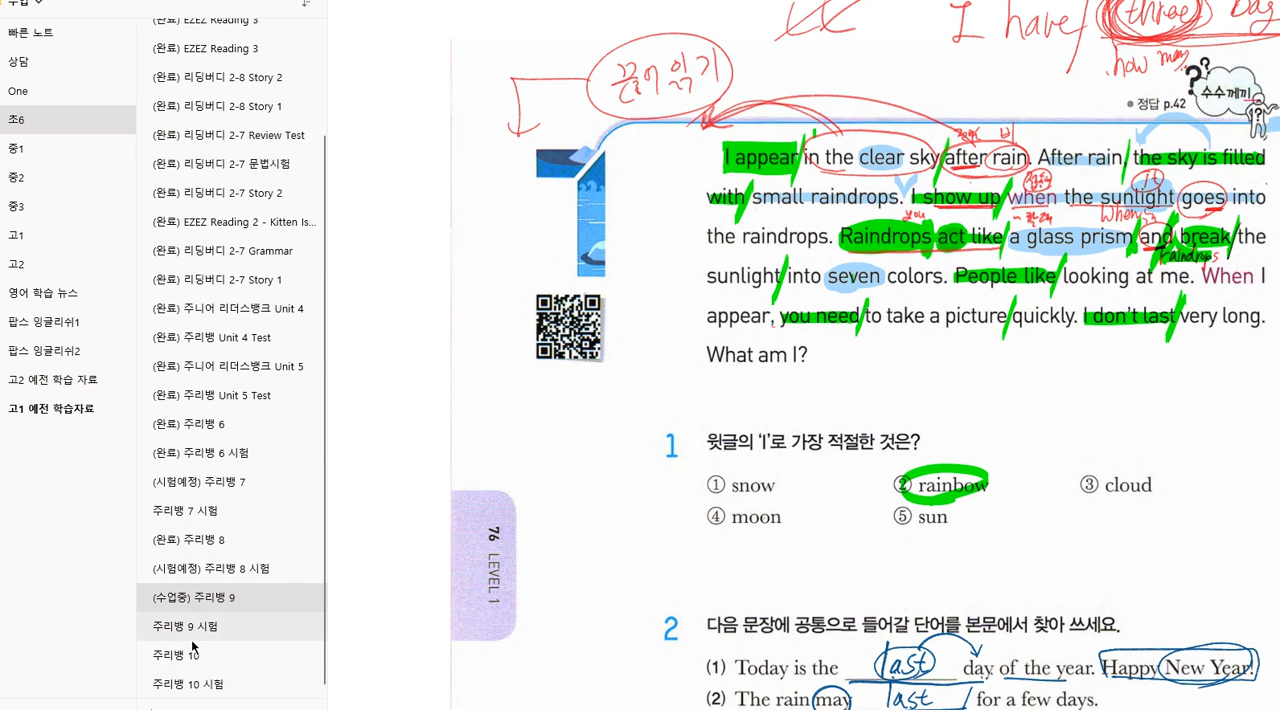 빠른 노트
상담
One
초6
중1
중2
중3
고1
고2
영어 학습 뉴스
팝스 잉글리쉬1
팝스 잉글리쉬2
고2 예전 학습 자료
고1 예전 학습자료
(완료) EZEZ Reading 3
(완료) EZEZ Reading 3
(완료) 리딩버디 2-8 Story 2
(완료) 리딩버디 2-8 Story 1
(완료) 리딩버디 2-7 Review Test
(완료) 리딩버디 2-7 문법시험
(완료) 리딩버디 2-7 Story 2
(완료) EZEZ Reading 2 - Kitten Is...
(완료) 리딩버디 2-7 Grammar
(완료) 리딩버디 2-7 Story 1
(완료) 주니어 리더스뱅크 Unit 4
(완료) 주리뱅 Unit 4 Test
(완료) 주니어 리더스뱅크 Unit 5
(완료) 주리뱅 Unit 5 Test
(완료) 주리뱅 6
(완료) 주리뱅 6 시험
(시험예정) 주리뱅 7
주리뱅 7 시험
(완료) 주리뱅 8
(시험예정) 주리뱅 8 시험
(수업중) 주리뱅 9
주리뱅 9 시험
주리뱅 10
주리뱅 10 시험
I have three
how many
끊어 읽기
수수께끼
정답 p.42
I appear in the clear sky after rain. After rain, the sky is filled
with small raindrops. I show up when the sunlight goes into
It
you
When
the raindrops. Raindrops act like a glass prism and break the
Raindrops
sunlight into seven colors. People like looking at me. When I
appear, you need to take a picture quickly. I don't last very long.
What am I?
1 윗글의 'I'로 가장 적절한 것은?
① snow ② rainbow ③ cloud
④ moon ⑤ sun
76 LEVEL 1
2 다음 문장에 공통으로 들어갈 단어를 본문에서 찾아 쓰세요.
(1) Today is the last day of the year. Happy New Year!
(2) The rain may last for a few days.